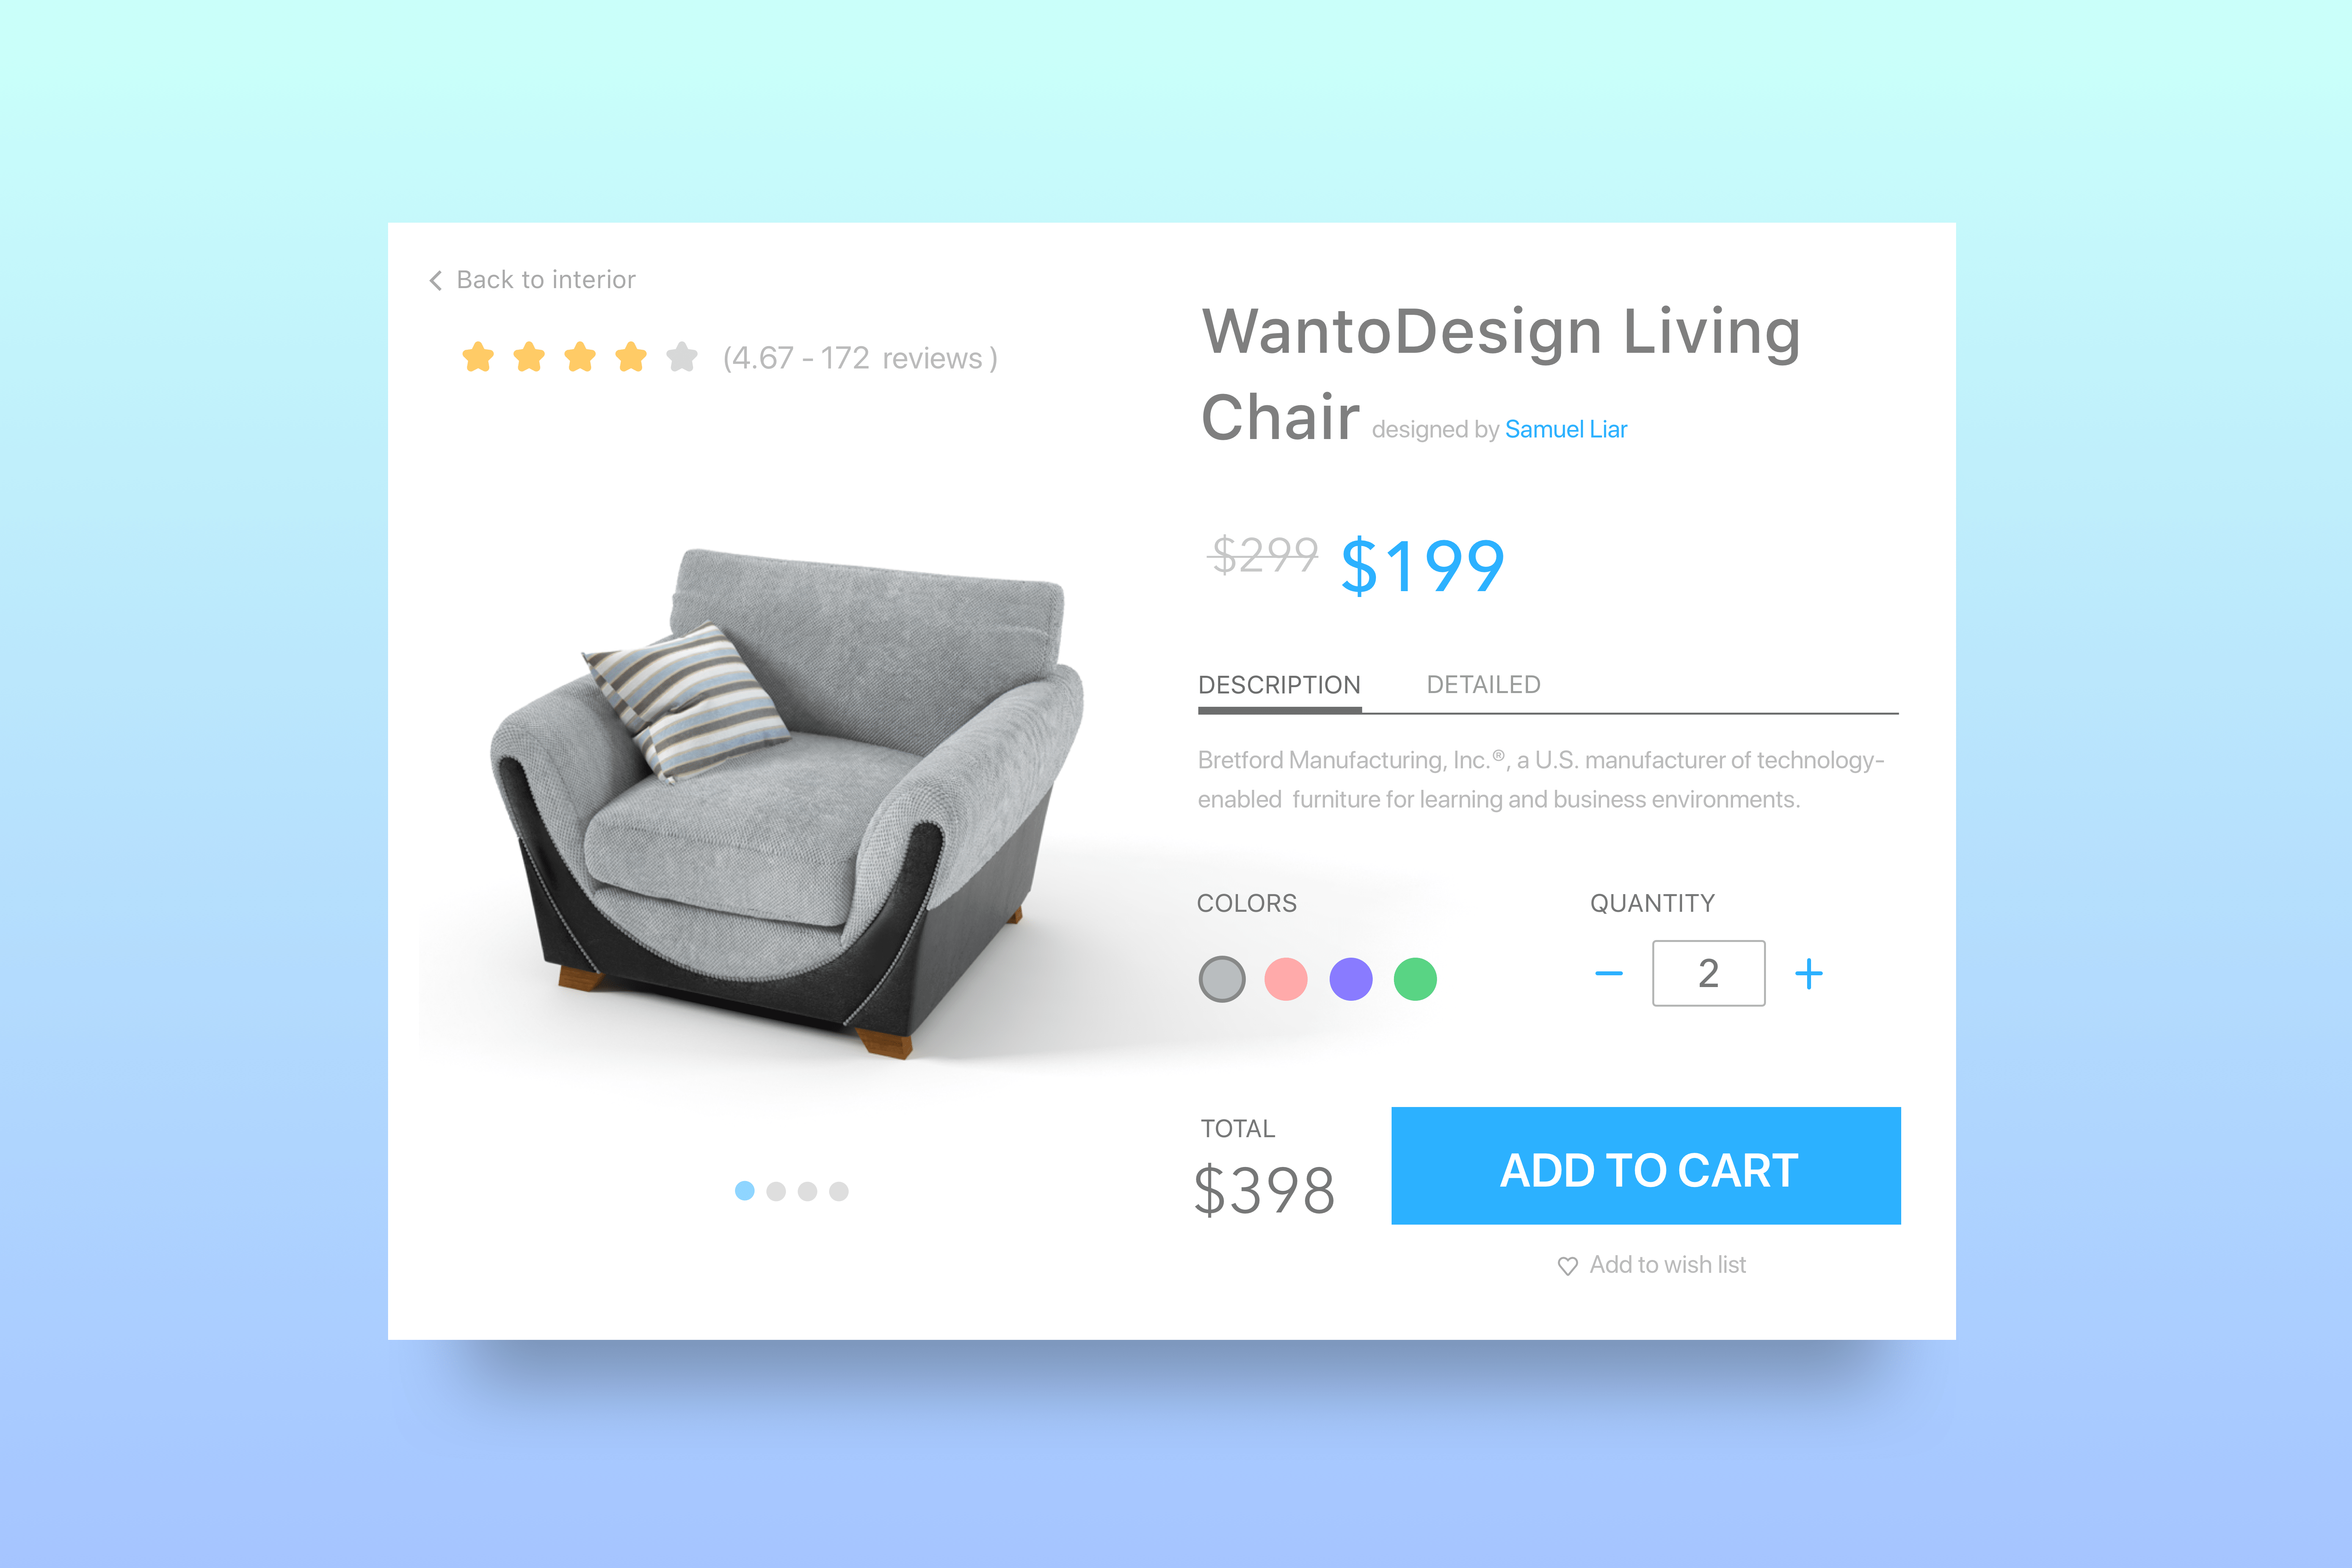 Back to interior
(4.67 - 172 reviews )
WantoDesign Living
Chair designed by Samuel Liar
$299 $199
DESCRIPTION DETAILED
Bretford Manufacturing, Inc.®, a U.S. manufacturer of technology-
enabled furniture for learning and business environments.
COLORS QUANTITY
2
TOTAL
$398
ADD TO CART
Add to wish list